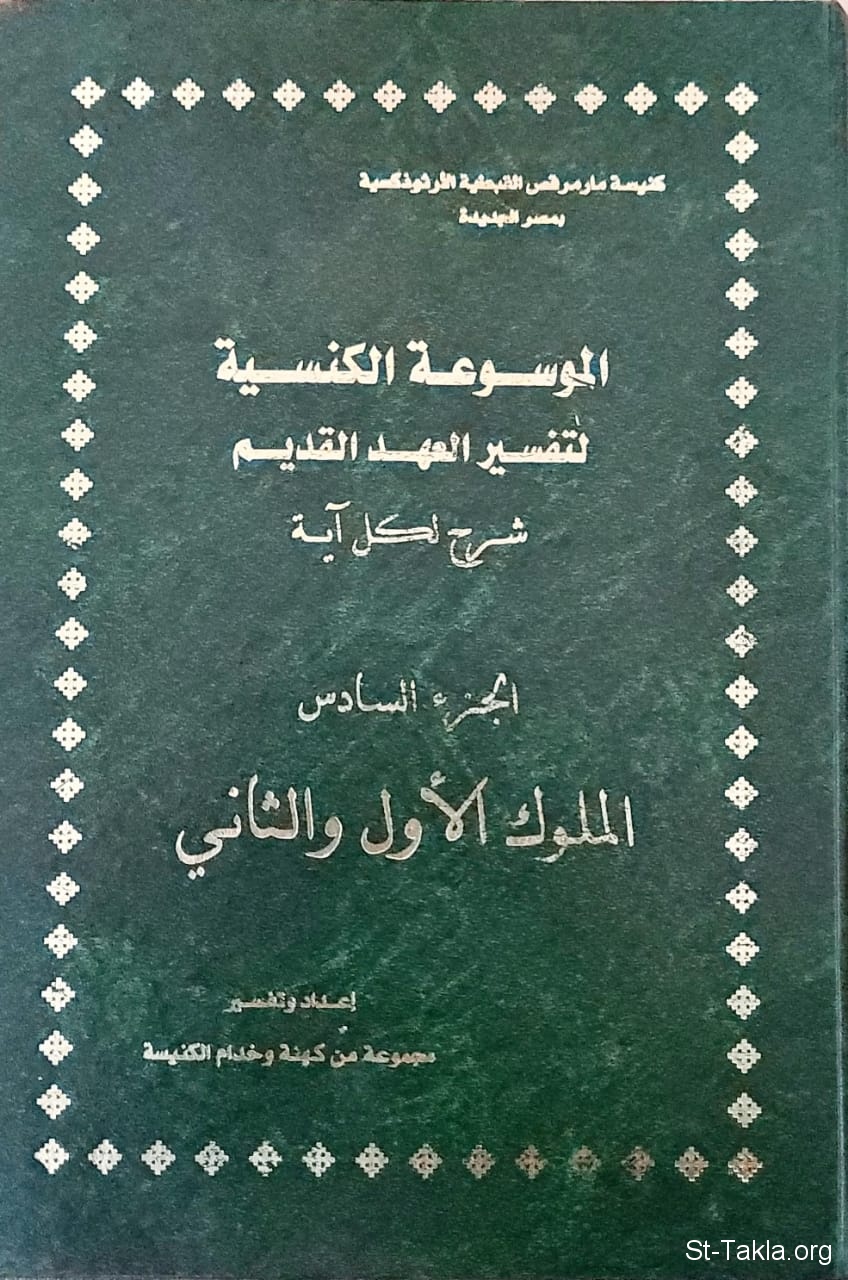 كنيسة مارمرقس القبطية الأرثوذكسية
بمصر الجديدة
الموسوعة الكنسية
لتفسير العهد القديم
شرح لكل آية
الجزء السادس
الملوك الأول والثاني
إعداد وتفسير
مجموعة من كهنة وخدام الكنيسة
St-Takla.org